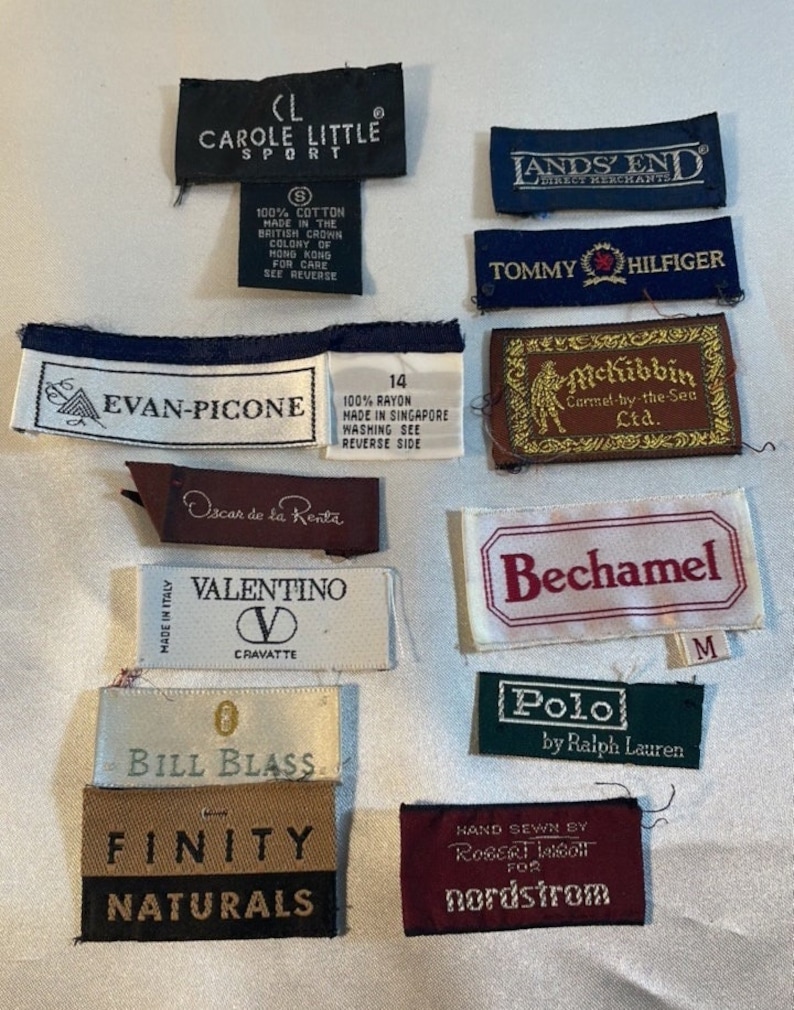 CL
CAROLE LITTLE®
SPORT
S
100% COTTON
MADE IN THE
BRITISH CROWN
COLONY OF
HONG KONG
FOR CARE
SEE REVERSE
LANDS' END®
DIRECT MERCHANTS
TOMMY HILFIGER
EVAN-PICONE
14
100% RAYON
MADE IN SINGAPORE
WASHING SEE
REVERSE SIDE
McKibbin
Carmel-by-the-Sea
Ltd.
Oscar de la Renta
MADE IN ITALY
VALENTINO
V
CRAVATTE
Bechamel
M
BILL BLASS
Polo
by Ralph Lauren
FINITY
NATURALS
HAND SEWN BY
ROBERT TALBOTT
FOR
nordstrom